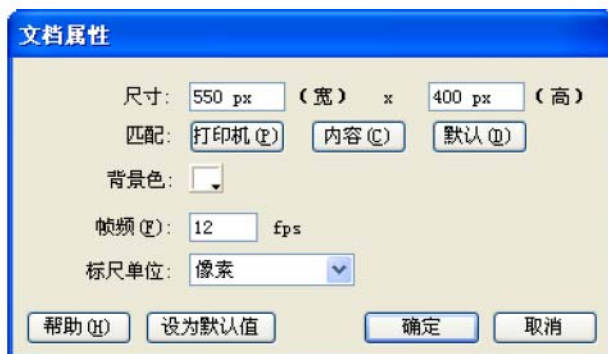 文档属性
尺寸: 550 px (宽) x 400 px (高)
匹配: 打印机(P) 内容(C) 默认(D)
背景色:
帧频(F): 12 fps
标尺单位: 像素
帮助(H) 设为默认值 确定 取消